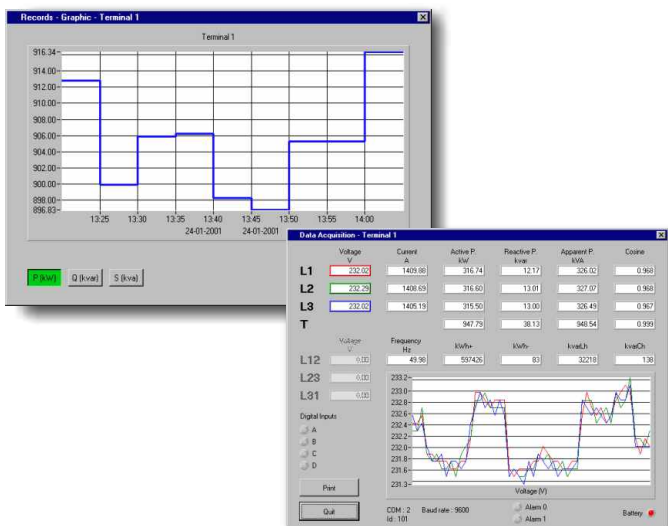 Records - Graphic - Terminal 1
Terminal 1
916.34
914.00
912.00
910.00
908.00
906.00
904.00
902.00
900.00
898.00
896.83
13:25 13:30 13:35 13:40 13:45 13:50 13:55 14:00
24-01-2001 24-01-2001
P (kW) Q (kvar) S (kva)
Data Acquisition - Terminal 1
Voltage Current Active P. Reactive P. Apparent P. Cosine
V A kW kvar kVA
L1 232.02 1409.88 316.74 12.17 326.02 0.968
L2 232.29 1408.69 316.60 13.01 327.07 0.968
L3 232.02 1405.19 315.50 13.00 326.49 0.967
T 947.79 38.13 948.54 0.999
Voltage Frequency kWh+ kWh- kvarLh kvarCh
V Hz
L12 0,00 49.98 597426 83 32218 138
L23 0,00
L31 0,00
Digital Inputs
A
B
C
D
233.2
233.0
232.8
232.6
232.4
232.2
232.0
231.8
231.6
231.3
Voltage (V)
Print
Quit
COM : 2 Baud rate : 9600 Alarm 0 Battery
Id : 101 Alarm 1